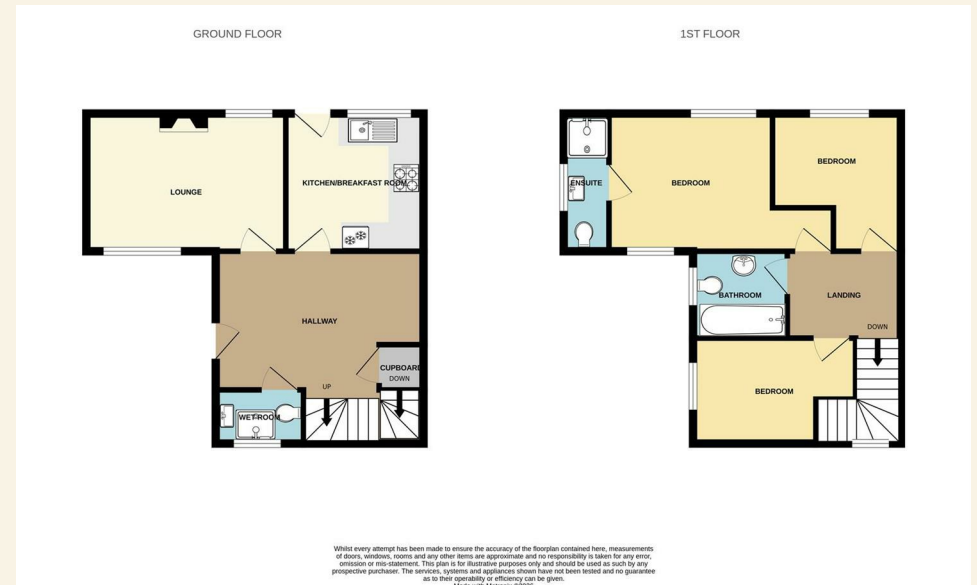 GROUND FLOOR
1ST FLOOR
LOUNGE
KITCHEN/BREAKFAST ROOM
HALLWAY
CUPBOARD
DOWN
UP
WET ROOM
ENSUITE
BEDROOM
BEDROOM
BATHROOM
LANDING
DOWN
BEDROOM
Whilst every attempt has been made to ensure the accuracy of the floorplan contained here, measurements
of doors, windows, rooms and any other items are approximate and no responsibility is taken for any error,
omission or mis-statement. This plan is for illustrative purposes only and should be used as such by any
prospective purchaser. The services, systems and appliances shown have not been tested and no guarantee
as to their operability or efficiency can be given.
Made with Metropix